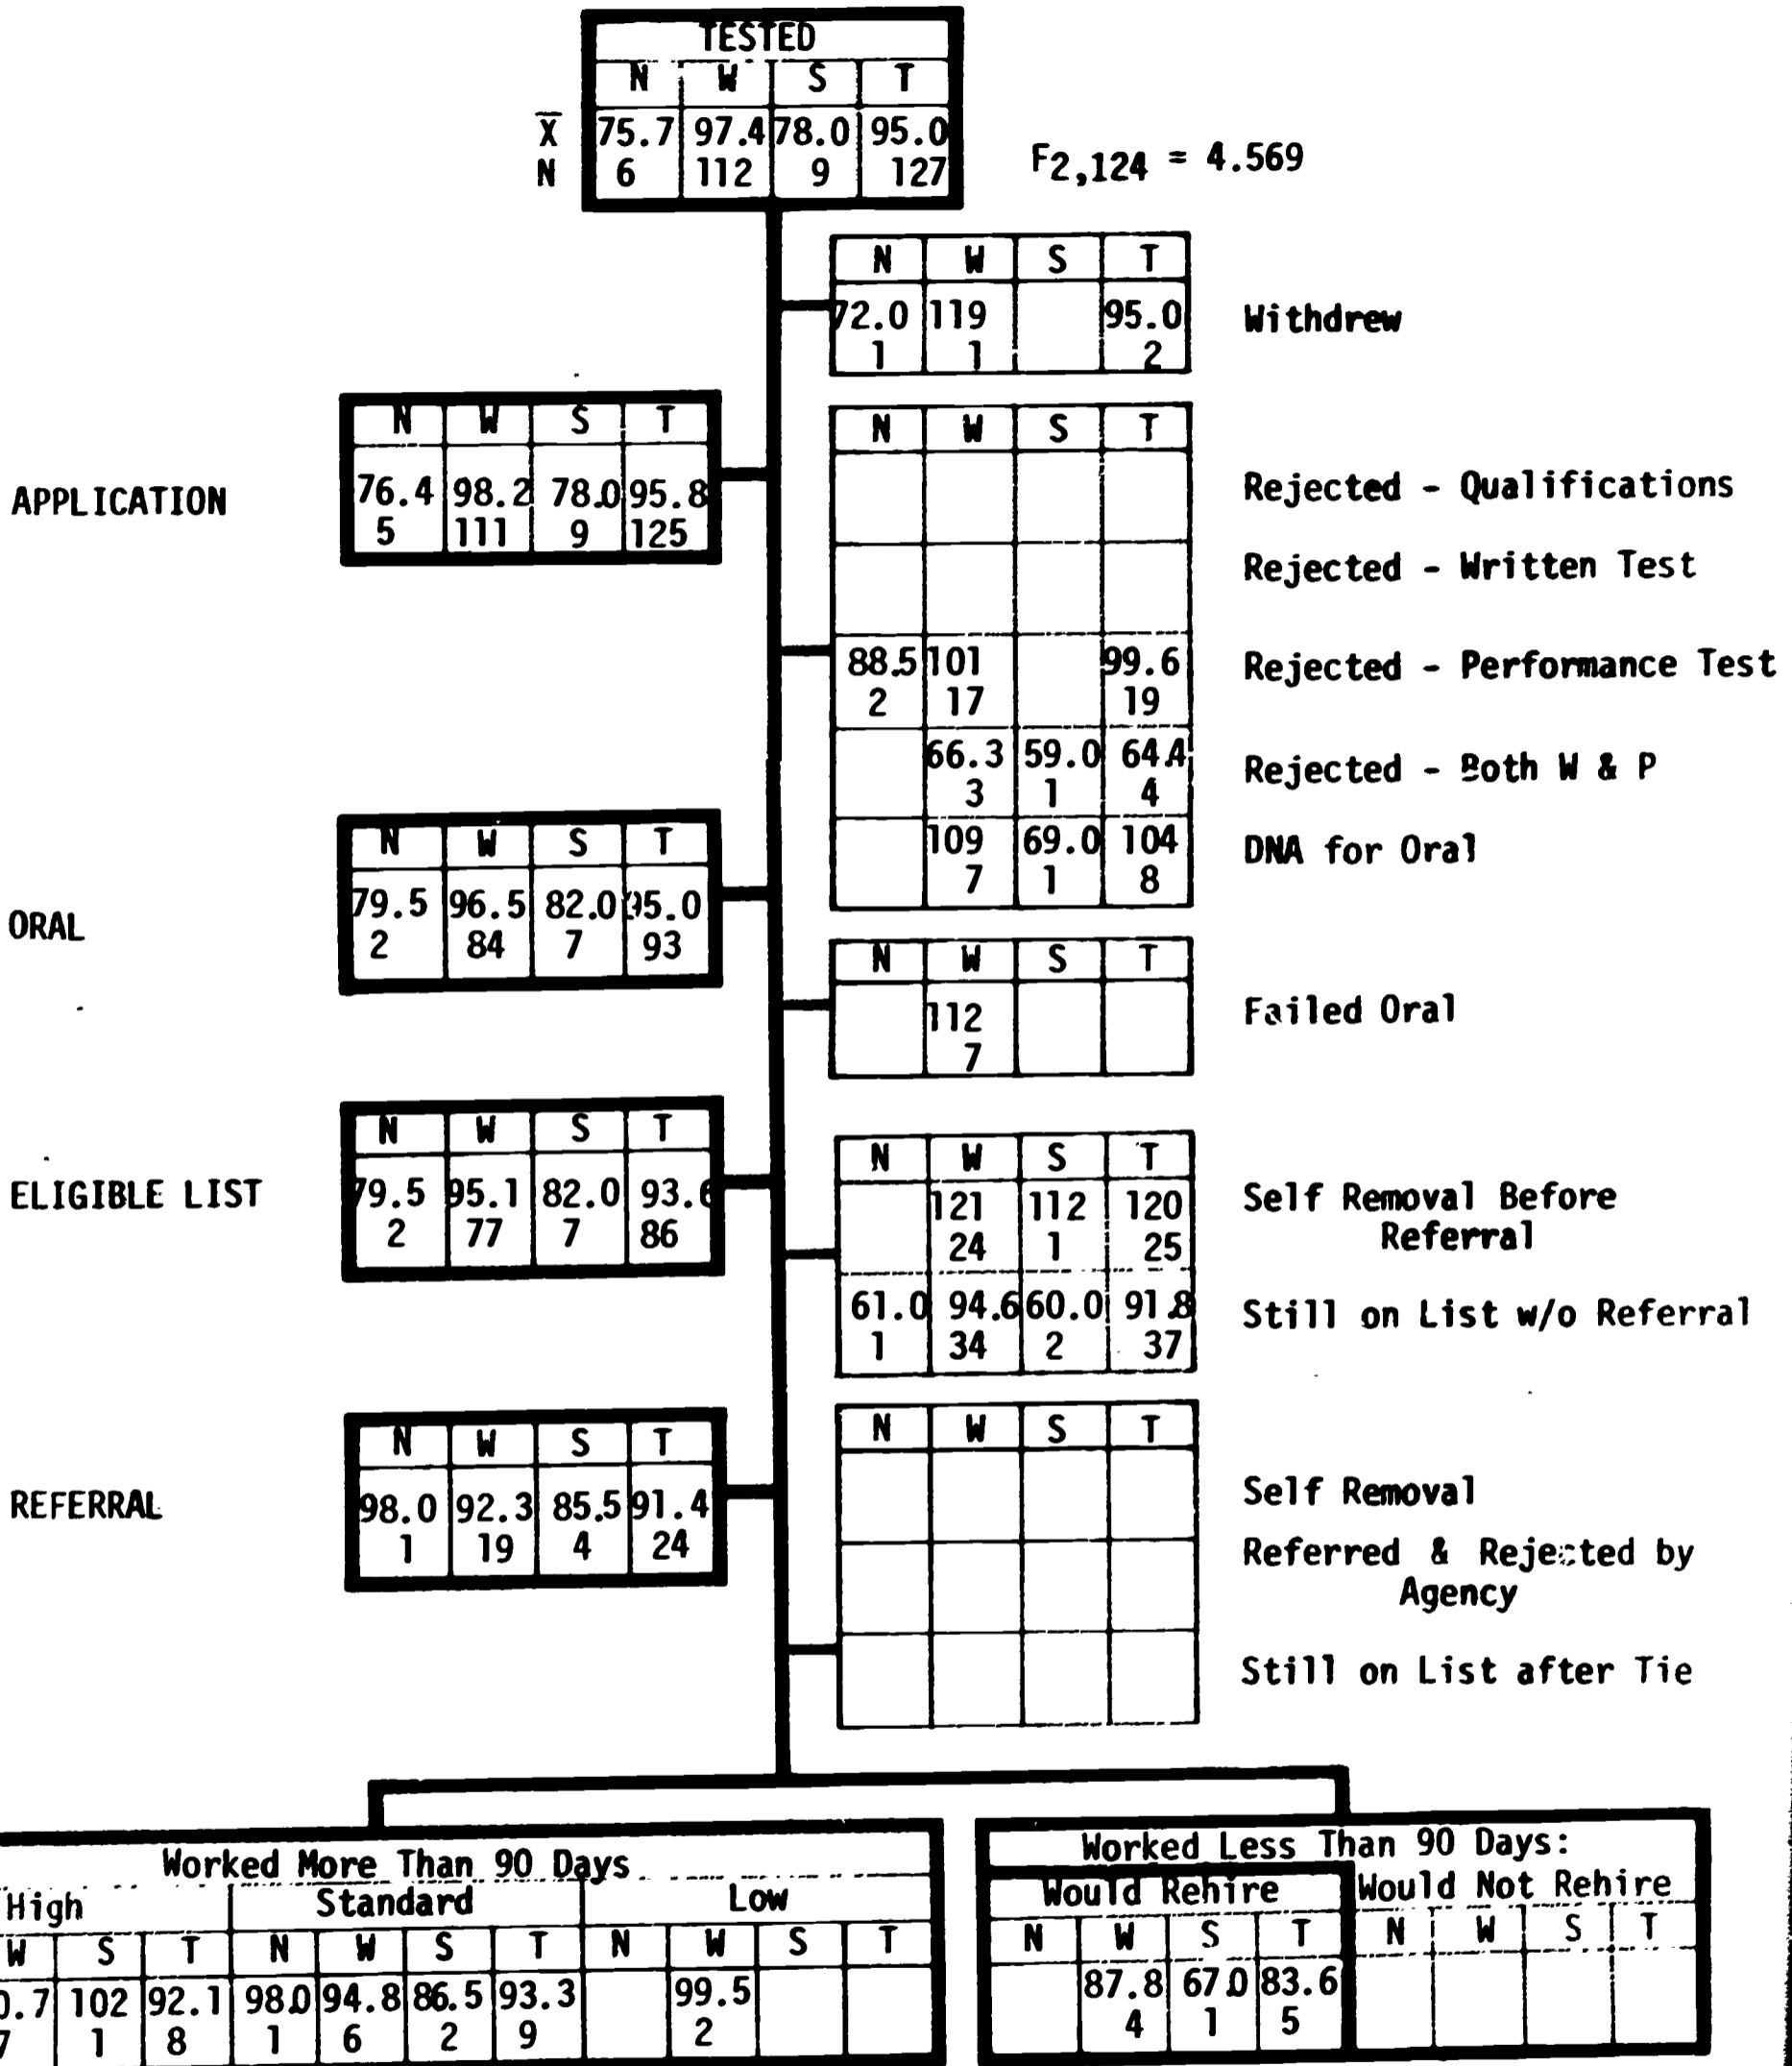 TESTED
N W S T
X̄ 75.7 97.4 78.0 95.0
N 6 112 9 127
F2,124 = 4.569
N W S T
72.0 119 95.0
1 1 2
Withdrew
APPLICATION
N W S T
76.4 98.2 78.0 95.8
5 111 9 125
N W S T
Rejected - Qualifications
Rejected - Written Test
88.5 101 99.6
2 17 19
Rejected - Performance Test
66.3 59.0 64.4
3 1 4
Rejected - Both W & P
109 69.0 104
7 1 8
DNA for Oral
ORAL
N W S T
79.5 96.5 82.0 95.0
2 84 7 93
N W S T
112
7
Failed Oral
ELIGIBLE LIST
N W S T
79.5 95.1 82.0 93.6
2 77 7 86
N W S T
121 112 120
24 1 25
Self Removal Before
Referral
61.0 94.6 60.0 91.8
1 34 2 37
Still on List w/o Referral
REFERRAL
N W S T
98.0 92.3 85.5 91.4
1 19 4 24
N W S T
Self Removal
Referred & Rejected by
Agency
Still on List after Tie
Worked More Than 90 Days
High Standard Low
W S T N W S T N W S T
0.7 102 92.1 98.0 94.8 86.5 93.3 99.5
7 1 8 1 6 2 9 2
Worked Less Than 90 Days:
Would Rehire Would Not Rehire
N W S T N W S T
87.8 67.0 83.6
4 1 5